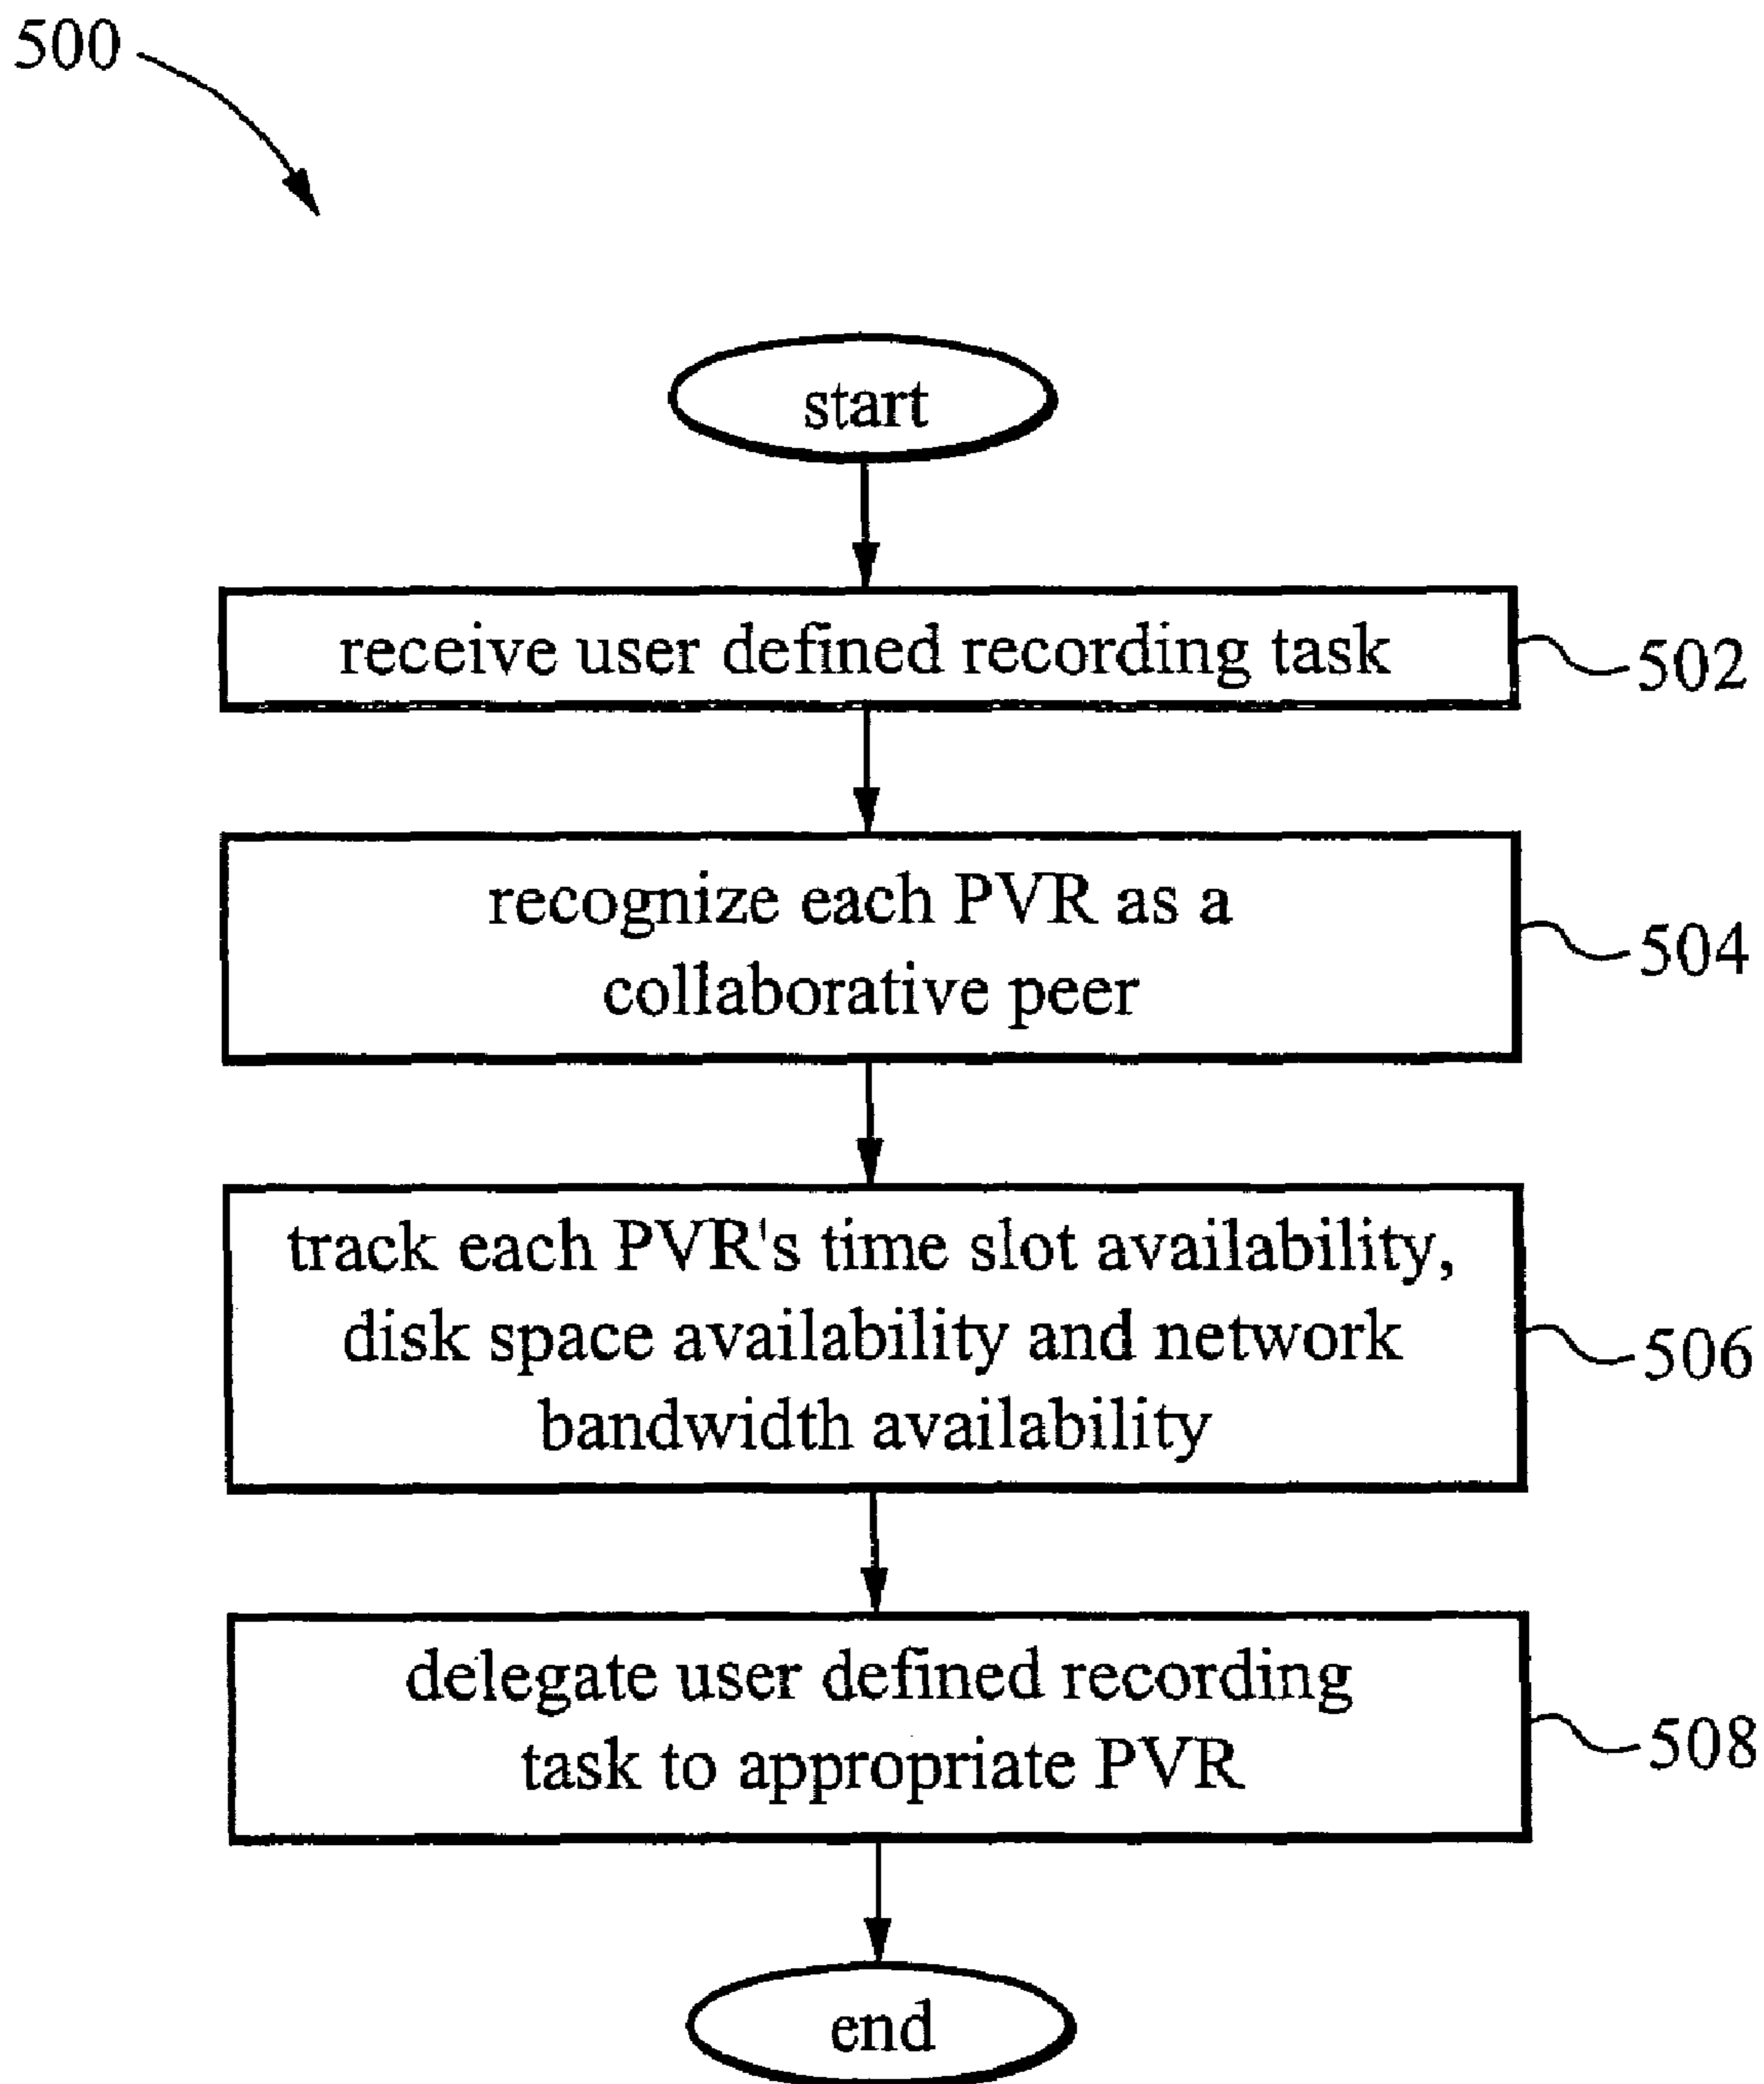 500
start
receive user defined recording task
502
recognize each PVR as a
collaborative peer
504
track each PVR's time slot availability,
disk space availability and network
bandwidth availability
506
delegate user defined recording
task to appropriate PVR
508
end